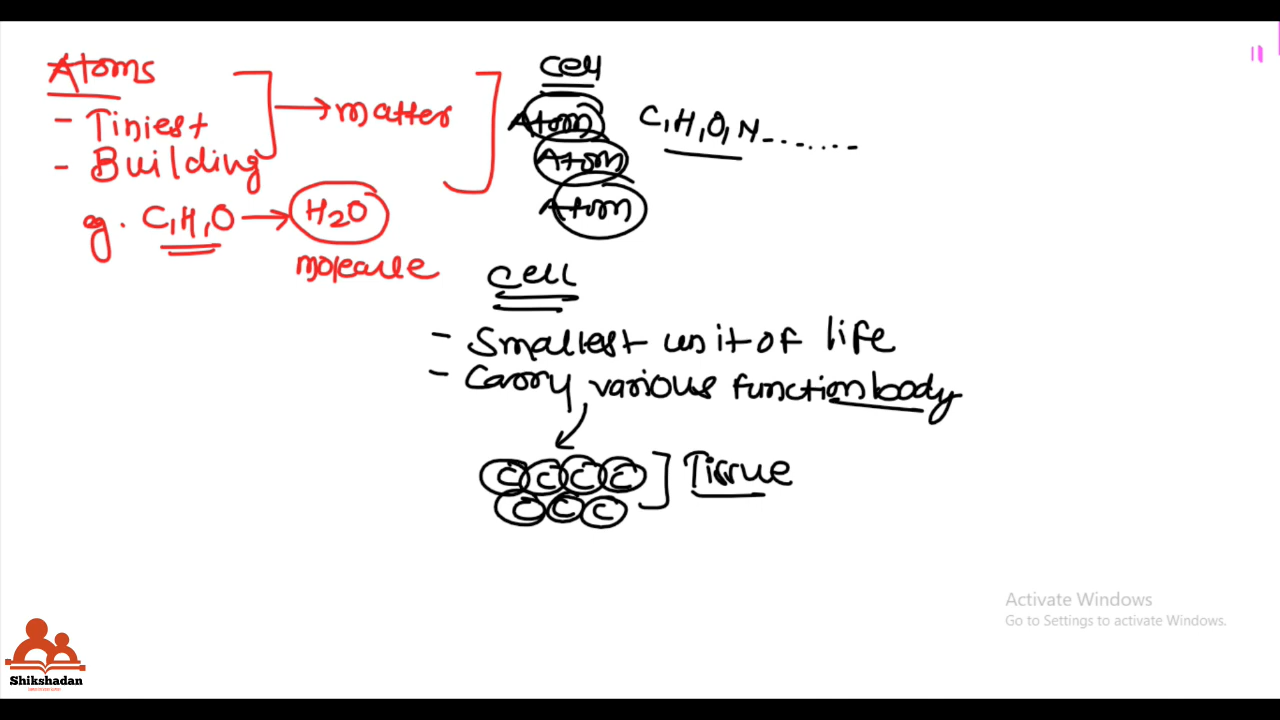 Atoms
- Tiniest
- Building
→ matter
eg. C, H, O → H2O
molecule
Cell
Atom
Atom
Atom
C, H, O, N-.......
Cell
- Smallest unit of life
- Carry various function body
C C C C
C C C
Tissue
Activate Windows
Go to Settings to activate Windows.
Shikshadan